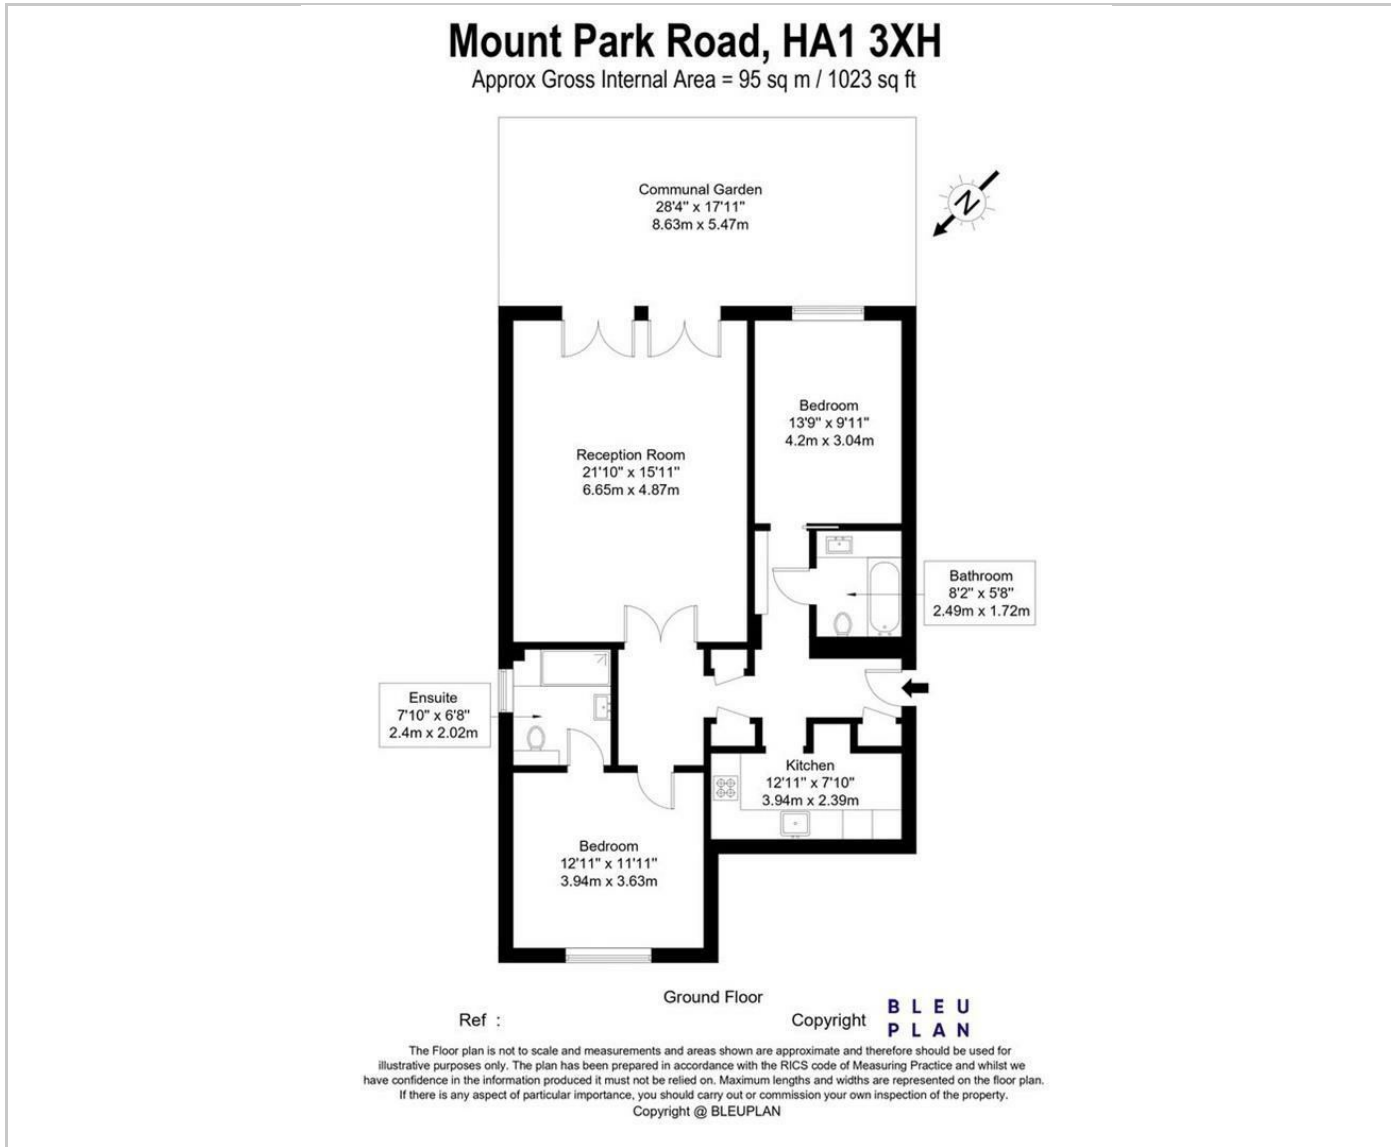 Mount Park Road, HA1 3XH
Approx Gross Internal Area = 95 sq m / 1023 sq ft
Communal Garden
28'4" x 17'11"
8.63m x 5.47m
N
Bedroom
13'9" x 9'11"
4.2m x 3.04m
Reception Room
21'10" x 15'11"
6.65m x 4.87m
Bathroom
8'2" x 5'8"
2.49m x 1.72m
Ensuite
7'10" x 6'8"
2.4m x 2.02m
Kitchen
12'11" x 7'10"
3.94m x 2.39m
Bedroom
12'11" x 11'11"
3.94m x 3.63m
Ground Floor
Ref :
Copyright
BLEU
PLAN
The Floor plan is not to scale and measurements and areas shown are approximate and therefore should be used for
illustrative purposes only. The plan has been prepared in accordance with the RICS code of Measuring Practice and whilst we
have confidence in the information produced it must not be relied on. Maximum lengths and widths are represented on the floor plan.
If there is any aspect of particular importance, you should carry out or commission your own inspection of the property.
Copyright @ BLEUPLAN